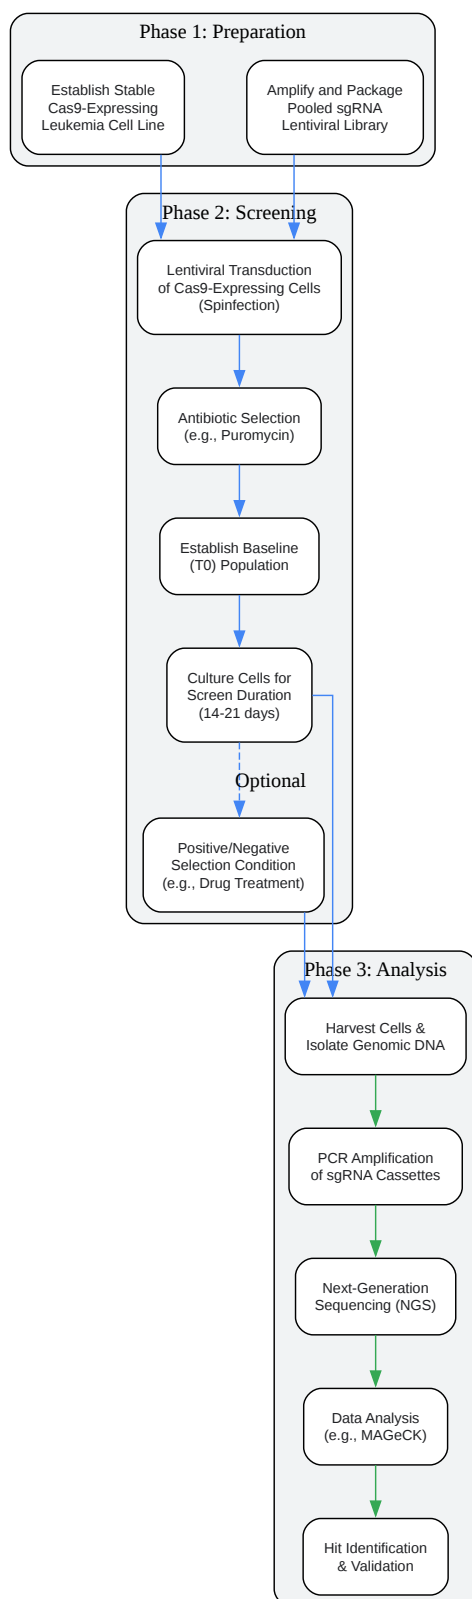 Phase 1: Preparation
Establish Stable
Cas9-Expressing
Leukemia Cell Line
Amplify and Package
Pooled sgRNA
Lentiviral Library
Phase 2: Screening
Lentiviral Transduction
of Cas9-Expressing Cells
(Spinfection)
Antibiotic Selection
(e.g., Puromycin)
Establish Baseline
(T0) Population
Culture Cells for
Screen Duration
(14-21 days)
Optional
Positive/Negative
Selection Condition
(e.g., Drug Treatment)
Phase 3: Analysis
Harvest Cells &
Isolate Genomic DNA
PCR Amplification
of sgRNA Cassettes
Next-Generation
Sequencing (NGS)
Data Analysis
(e.g., MAGeCK)
Hit Identification
& Validation